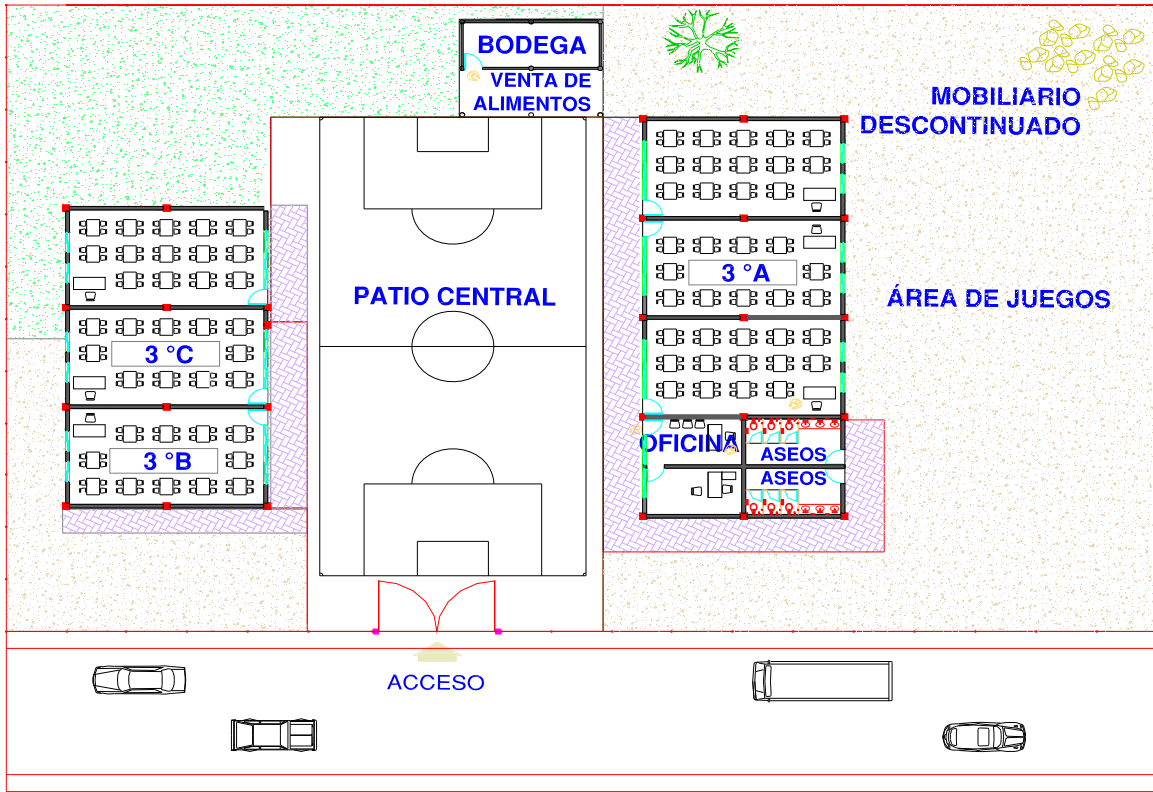 BODEGA
VENTA DE
ALIMENTOS
MOBILIARIO
DESCONTINUADO
PATIO CENTRAL
3 °A
ÁREA DE JUEGOS
3 °C
3 °B
OFICINA
ASEOS
ASEOS
ACCESO